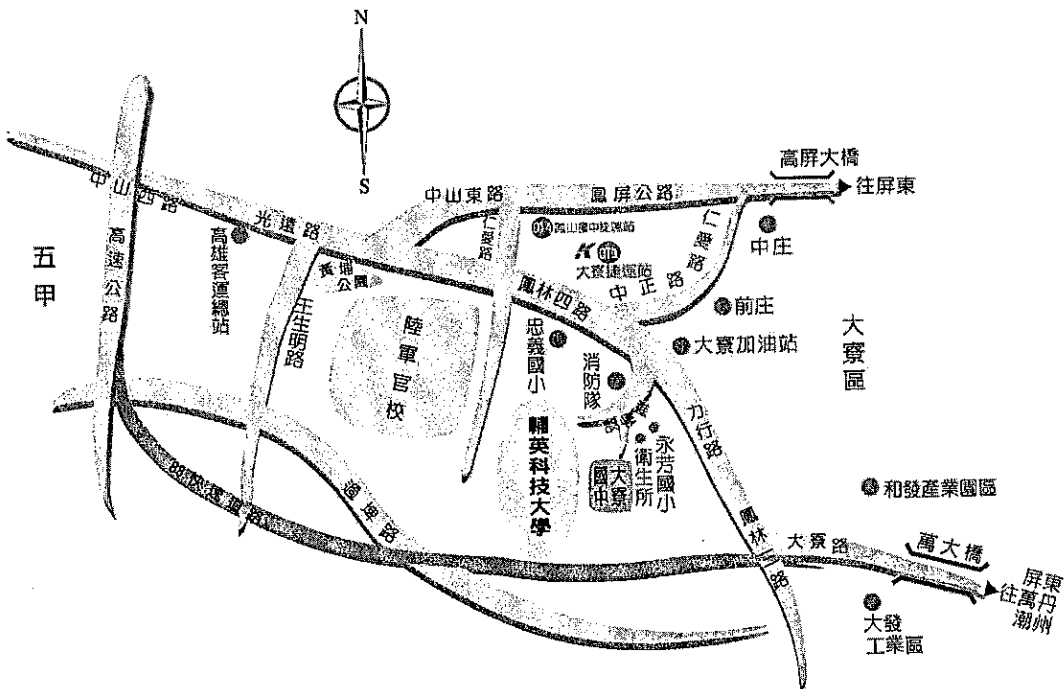 N
S
高屏大橋
往屏東
中山西路
中山東路
鳳屏公路
仁愛路
仁愛路
光遠路
高速公路
五甲
高雄客運總站
黃埔
公園
大寮捷運站
中正路
中庄
前庄
鳳林四路
大寮加油站
大寮區
王生明路
陸軍官校
忠義國小
消防隊
力行路
輔英科技大學
大寮
國中
衛生所
永芳國小
和發產業園區
過埤路
鳳林三路
大寮路
萬大橋
屏東
往萬丹
潮州
大發
工業區